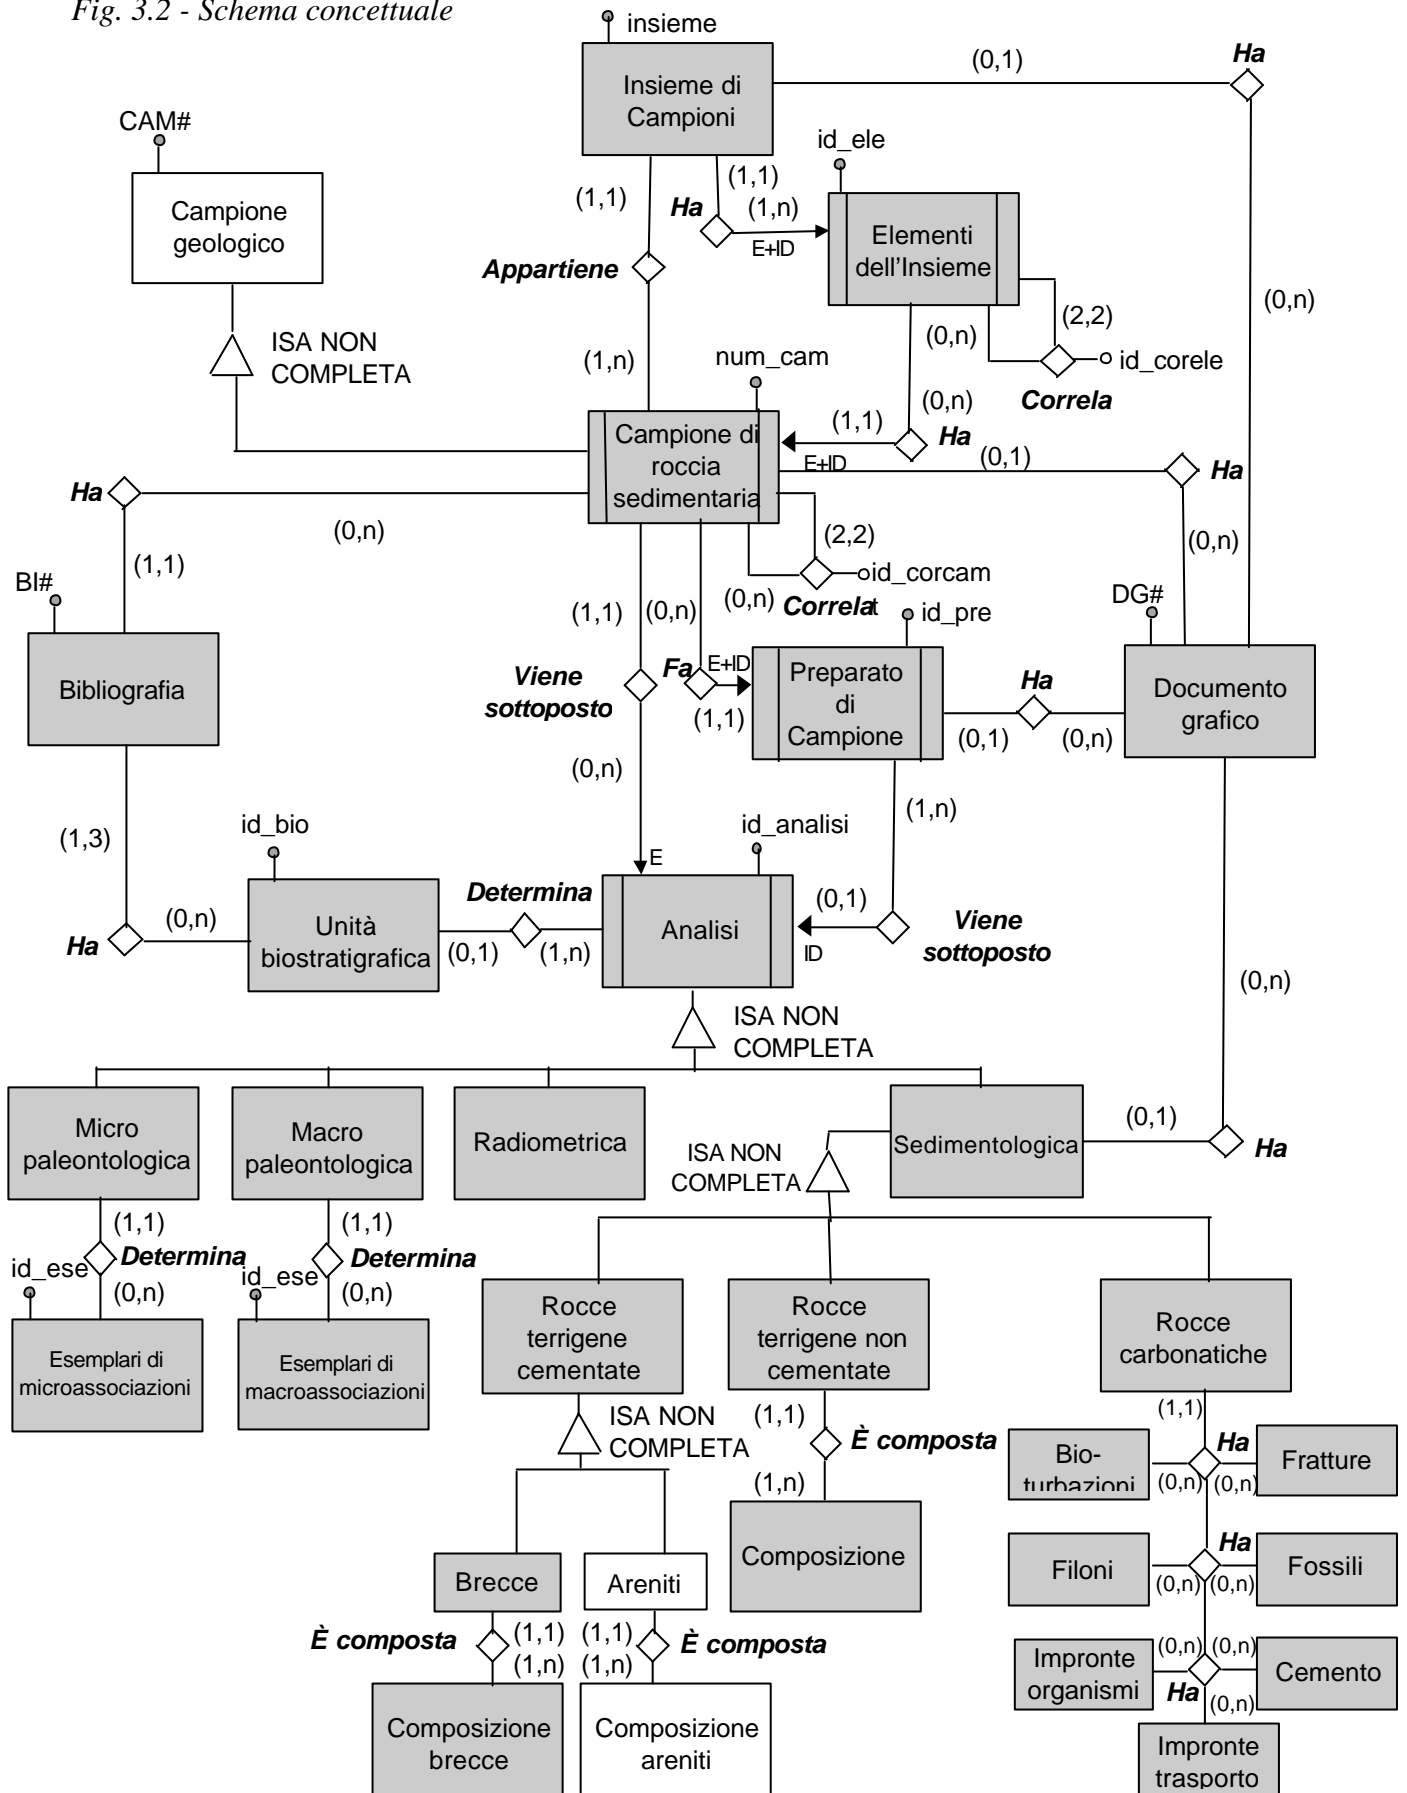 Fig. 3.2 - Schema concettuale
insieme
Insieme di
Campioni
(0,1)
Ha
CAM#
Campione
geologico
(1,1)
(1,1)
Ha
(1,n)
E+ID
id_ele
Elementi
dell'Insieme
Appartiene
(0,n)
(2,2)
(0,n)
id_corele
Correla
ISA NON
COMPLETA
(1,n)
num_cam
(0,n)
(1,1)
Ha
E+ID
Campione di
roccia
sedimentaria
(0,1)
Ha
Ha
(0,n)
(0,n)
(2,2)
id_corcam
(0,n)
Correlat
(1,1)
BI#
(1,1)
(0,n)
id_pre
DG#
Bibliografia
Viene
sottoposto
Fa
E+ID
(1,1)
Preparato
di
Campione
Ha
(0,1)
(0,n)
Documento
grafico
(0,n)
(1,n)
(1,3)
id_bio
id_analisi
E
Determina
(0,1)
Ha
(0,n)
Unità
biostratigrafica
(0,1)
(1,n)
Analisi
ID
Viene
sottoposto
(0,n)
ISA NON
COMPLETA
Micro
paleontologica
Macro
paleontologica
Radiometrica
Sedimentologica
(0,1)
Ha
ISA NON
COMPLETA
(1,1)
Determina
(1,1)
Determina
id_ese
(0,n)
id_ese
(0,n)
Esemplari di
microassociazioni
Esemplari di
macroassociazioni
Rocce
terrigene
cementate
Rocce
terrigene non
cementate
Rocce
carbonatiche
ISA NON
COMPLETA
(1,1)
È composta
(1,n)
Composizione
(1,1)
Ha
Bio-
turbazioni
(0,n)
(0,n)
Fratture
Ha
Filoni
(0,n)
(0,n)
Fossili
Brecce
Areniti
È composta
(1,1)
(1,n)
(1,1)
(1,n)
È composta
Composizione
brecce
Composizione
areniti
Impronte
organismi
(0,n)
(0,n)
Ha
(0,n)
Cemento
Impronte
trasporto